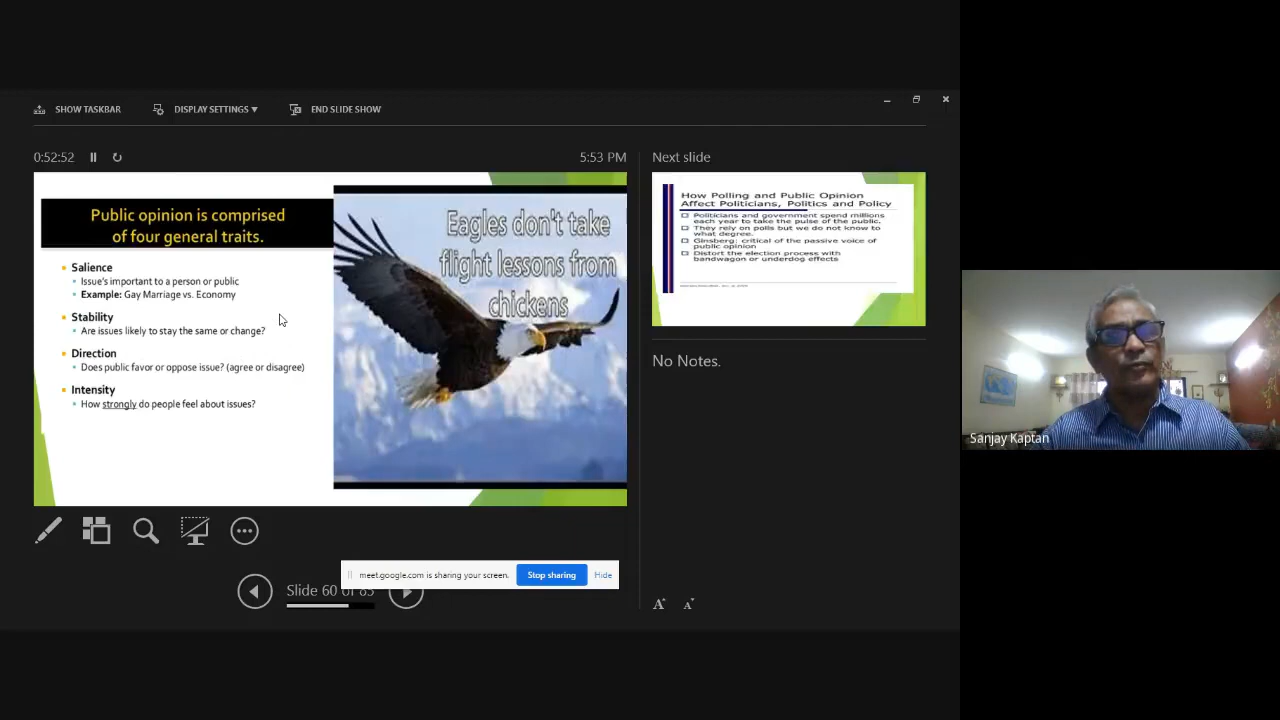 SHOW TASKBAR
DISPLAY SETTINGS ▼
END SLIDE SHOW
0:52:52
5:53 PM
Public opinion is comprised
of four general traits.
Salience
Issue's important to a person or public
Example: Gay Marriage vs. Economy
Stability
Are issues likely to stay the same or change?
Direction
Does public favor or oppose issue? (agree or disagree)
Intensity
How strongly do people feel about issues?
Eagles don't take
flight lessons from
chickens
Next slide
How Polling and Public Opinion
Affect Politicians, Politics and Policy
Politicians and government spend millions
each year to take the pulse of the public.
They rely on polls but we do not know to
what degree.
Ginsberg: critical of the passive voice of
public opinion
Distort the election process with
bandwagon or underdog effects
No Notes.
meet.google.com is sharing your screen.
Stop sharing
Hide
Slide 60 of 85
A
A
Sanjay Kaptan